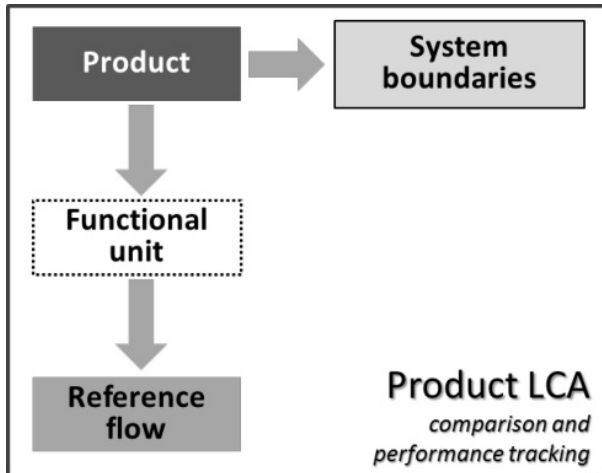 Product
System
boundaries
Functional
unit
Reference
flow
Product LCA
comparison and
performance tracking